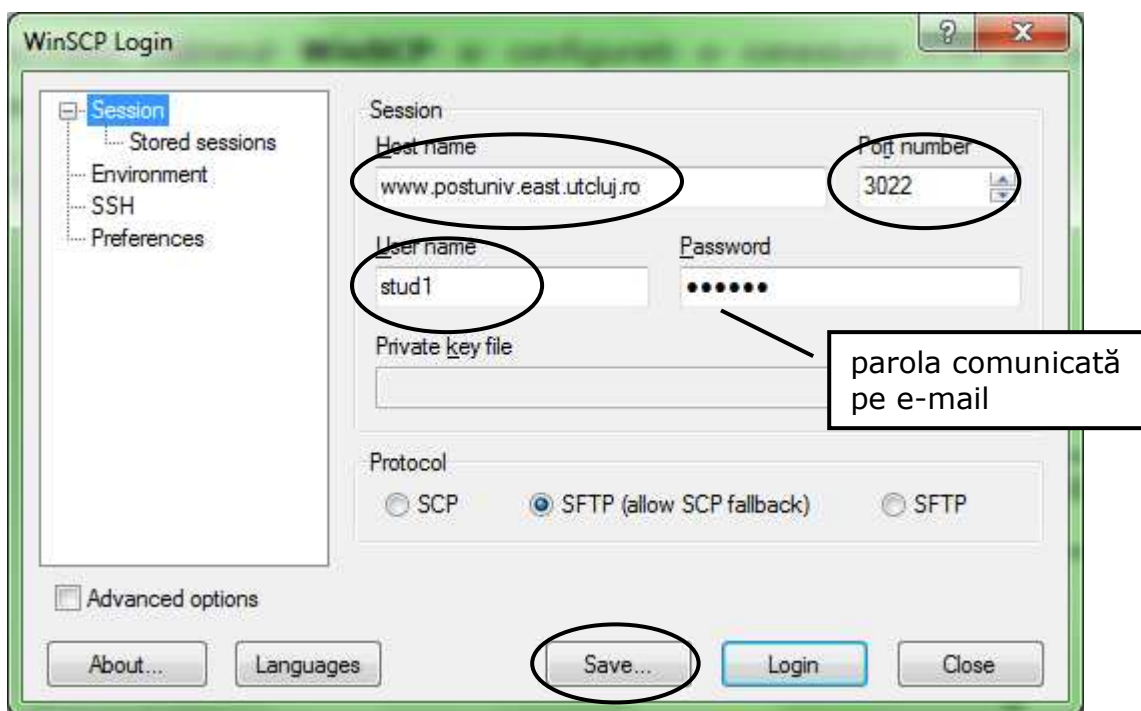 WinSCP Login
Session
Stored sessions
Environment
SSH
Preferences
Session
Host name
Port number
www.postuniv.east.utcluj.ro
3022
User name
Password
stud1
••••••
Private key file
parola comunicată
pe e-mail
Protocol
SCP
SFTP (allow SCP fallback)
SFTP
Advanced options
About...
Languages
Save...
Login
Close